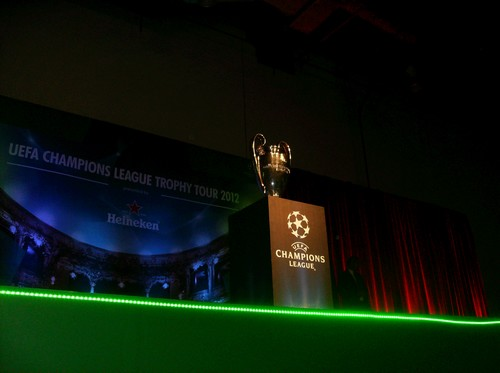 UEFA CHAMPIONS LEAGUE TROPHY TOUR 2012
Heineken
UEFA
CHAMPIONS
LEAGUE